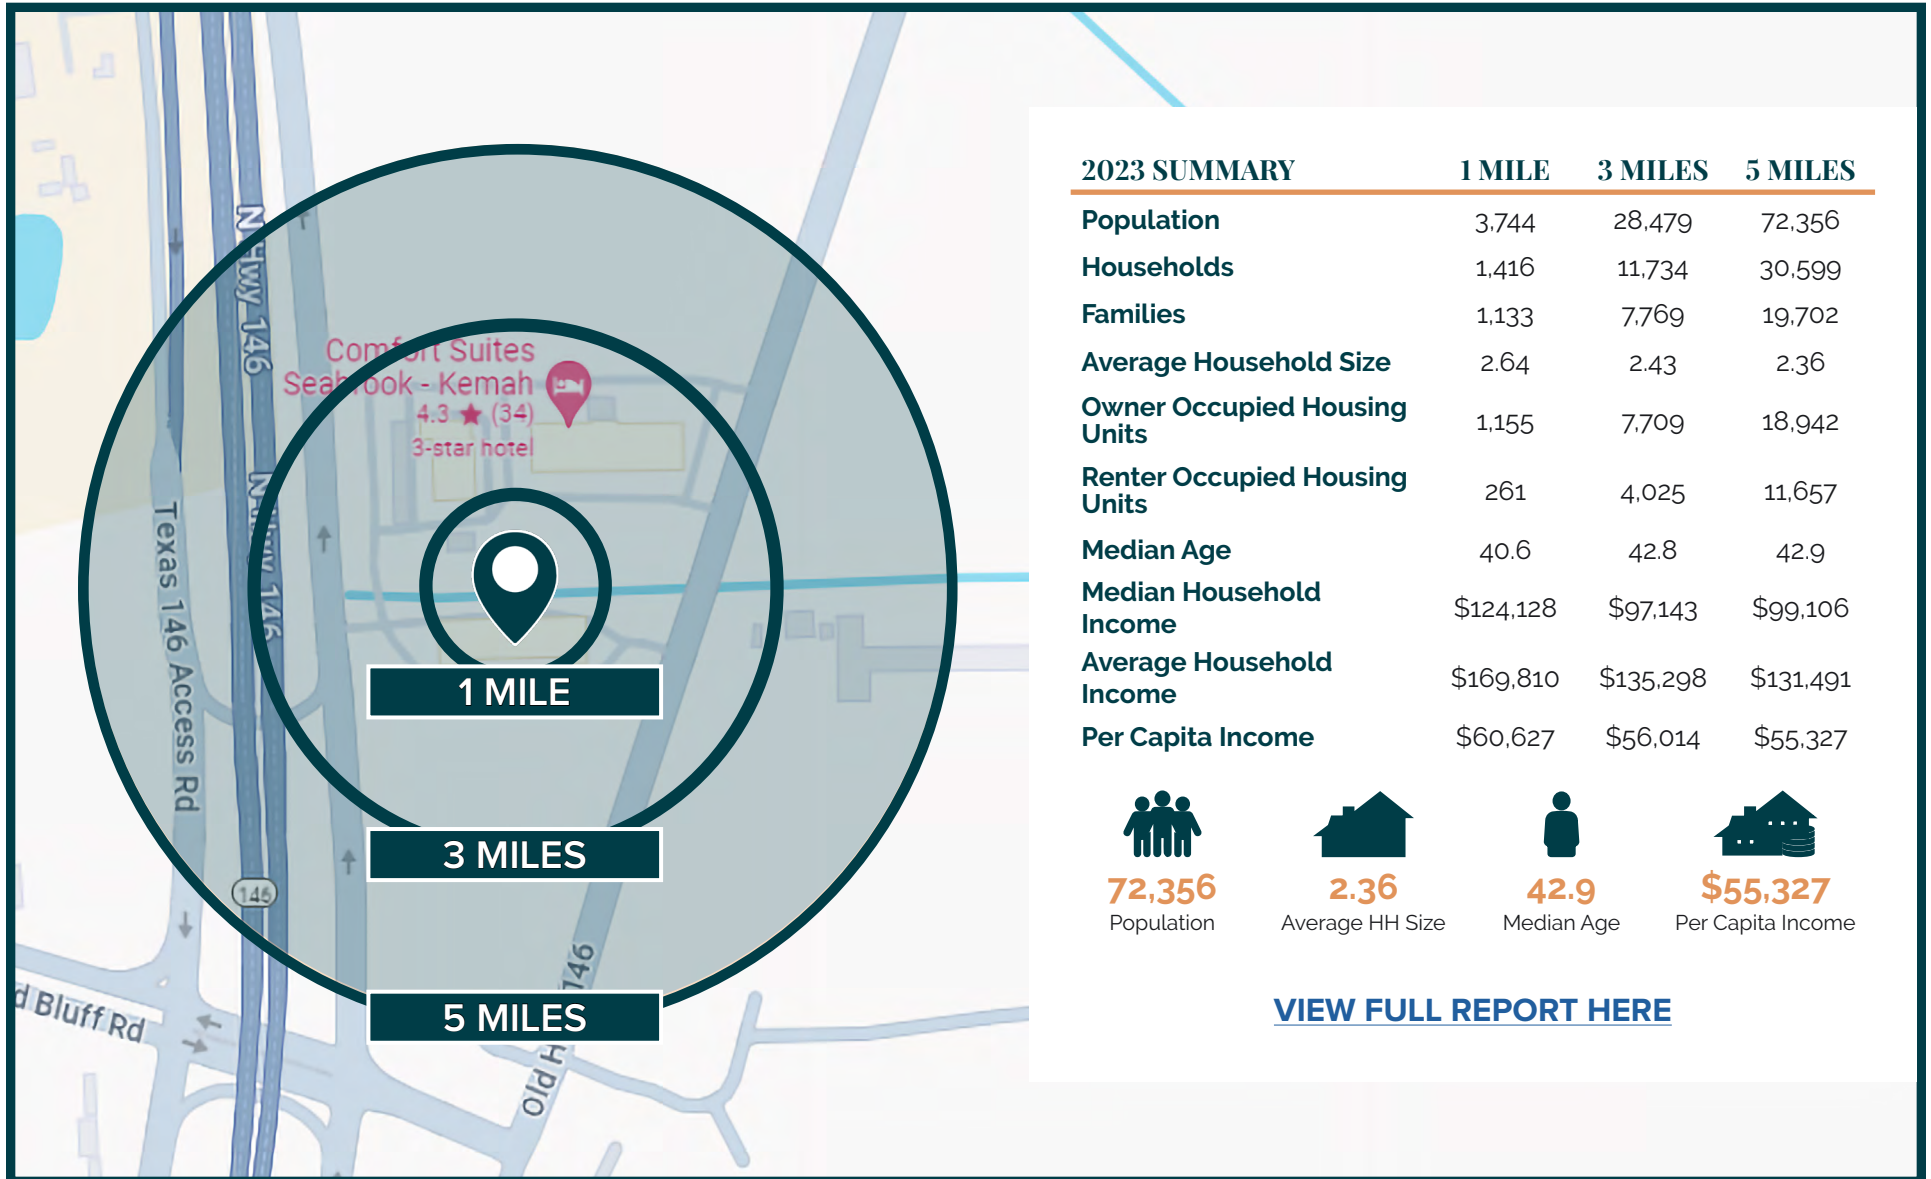 N Hwy 146
Comfort Suites
Seabrook - Kemah
4.3 ★ (34)
3-star hotel
N Hwy 146
Texas 146 Access Rd
1 MILE
3 MILES
146
146
5 MILES
d Bluff Rd
Old H
2023 SUMMARY 1 MILE 3 MILES 5 MILES
Population 3,744 28,479 72,356
Households 1,416 11,734 30,599
Families 1,133 7,769 19,702
Average Household Size 2.64 2.43 2.36
Owner Occupied Housing
Units 1,155 7,709 18,942
Renter Occupied Housing
Units 261 4,025 11,657
Median Age 40.6 42.8 42.9
Median Household
Income $124,128 $97,143 $99,106
Average Household
Income $169,810 $135,298 $131,491
Per Capita Income $60,627 $56,014 $55,327
72,356 2.36 42.9 $55,327
Population Average HH Size Median Age Per Capita Income
VIEW FULL REPORT HERE